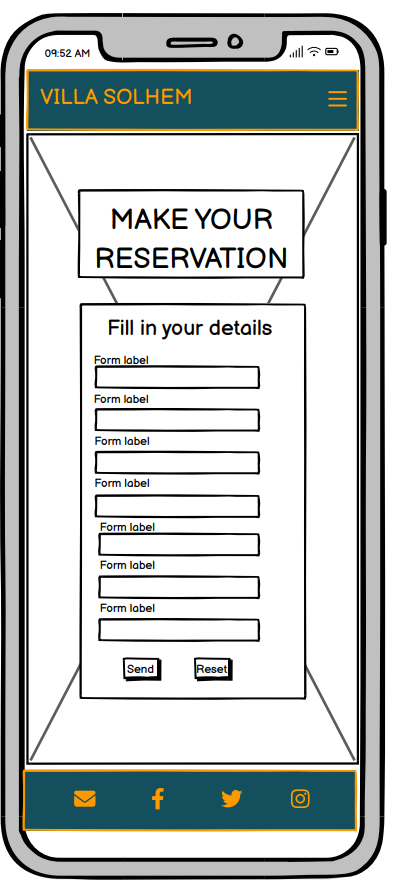 09:52 AM
VILLA SOLHEM
MAKE YOUR
RESERVATION
Fill in your details
Form label
Form label
Form label
Form label
Form label
Form label
Form label
Send Reset